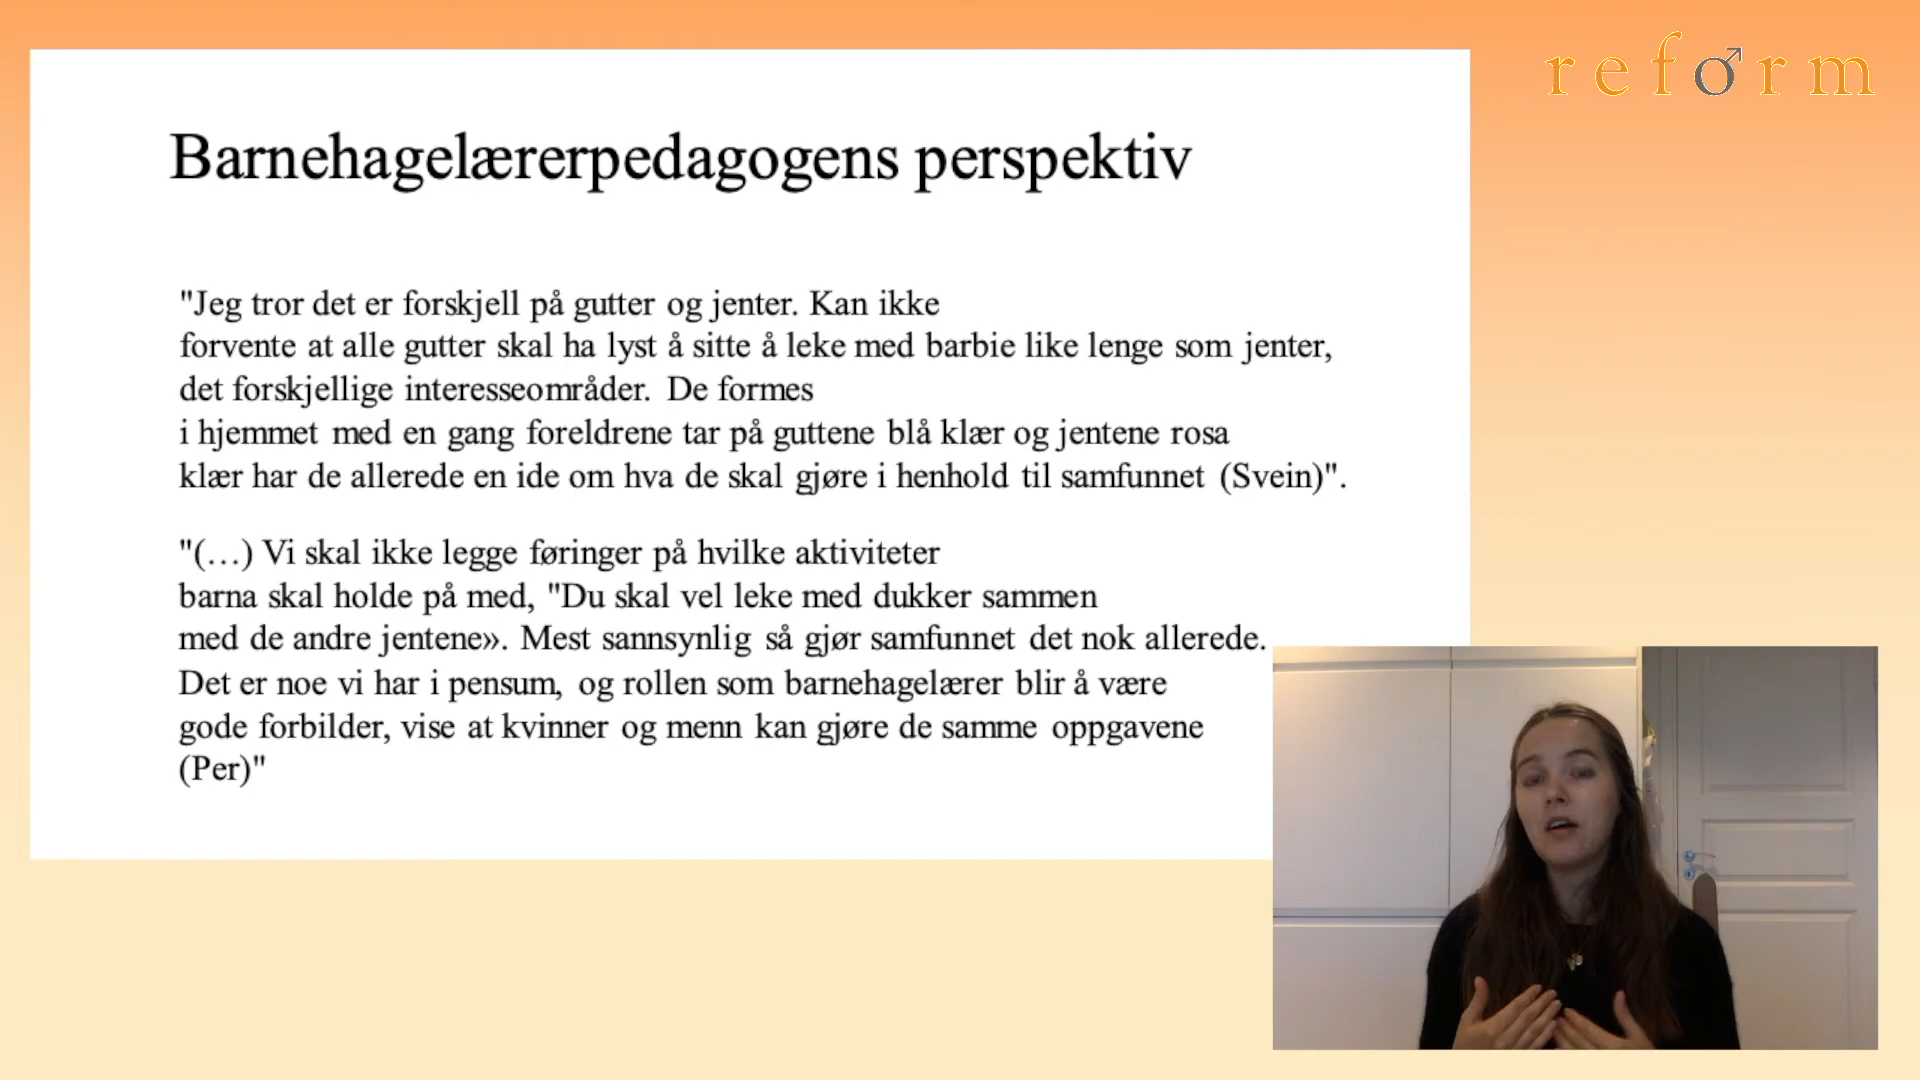 reform
Barnehagelærerpedagogens perspektiv
"Jeg tror det er forskjell på gutter og jenter. Kan ikke
forvente at alle gutter skal ha lyst å sitte å leke med barbie like lenge som jenter,
det forskjellige interesseområder. De formes
i hjemmet med en gang foreldrene tar på guttene blå klær og jentene rosa
klær har de allerede en ide om hva de skal gjøre i henhold til samfunnet (Svein)".
"(…) Vi skal ikke legge føringer på hvilke aktiviteter
barna skal holde på med, "Du skal vel leke med dukker sammen
med de andre jentene». Mest sannsynlig så gjør samfunnet det nok allerede.
Det er noe vi har i pensum, og rollen som barnehagelærer blir å være
gode forbilder, vise at kvinner og menn kan gjøre de samme oppgavene
(Per)"